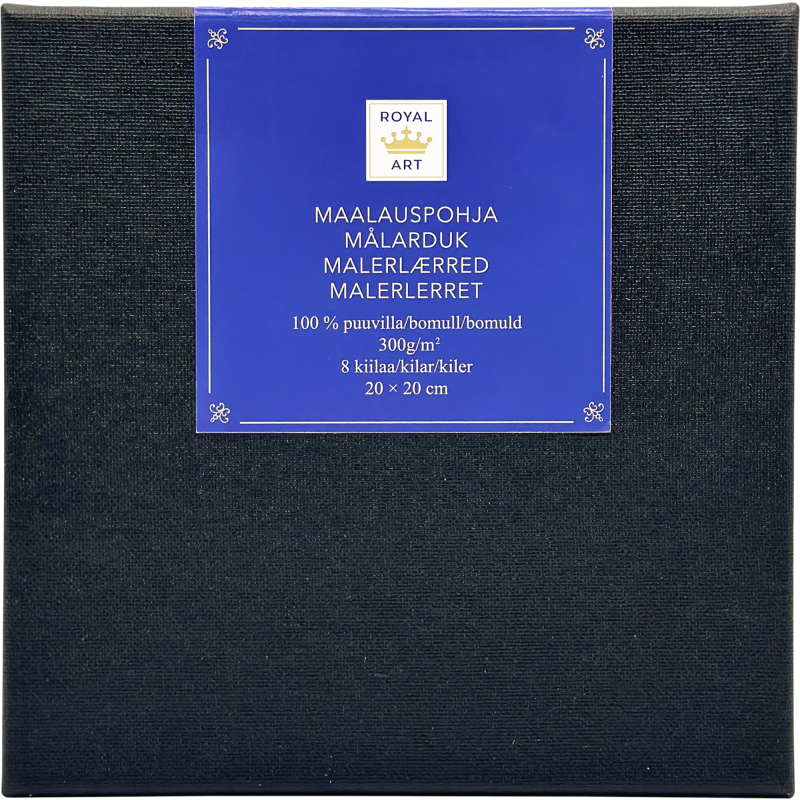 ROYAL
ART
MAALAUSPOHJA
MÅLARDUK
MALERLÆRRED
MALERLERRET
100 % puuvilla/bomull/bomuld
300g/m²
8 kiilaa/kilar/kiler
20 × 20 cm